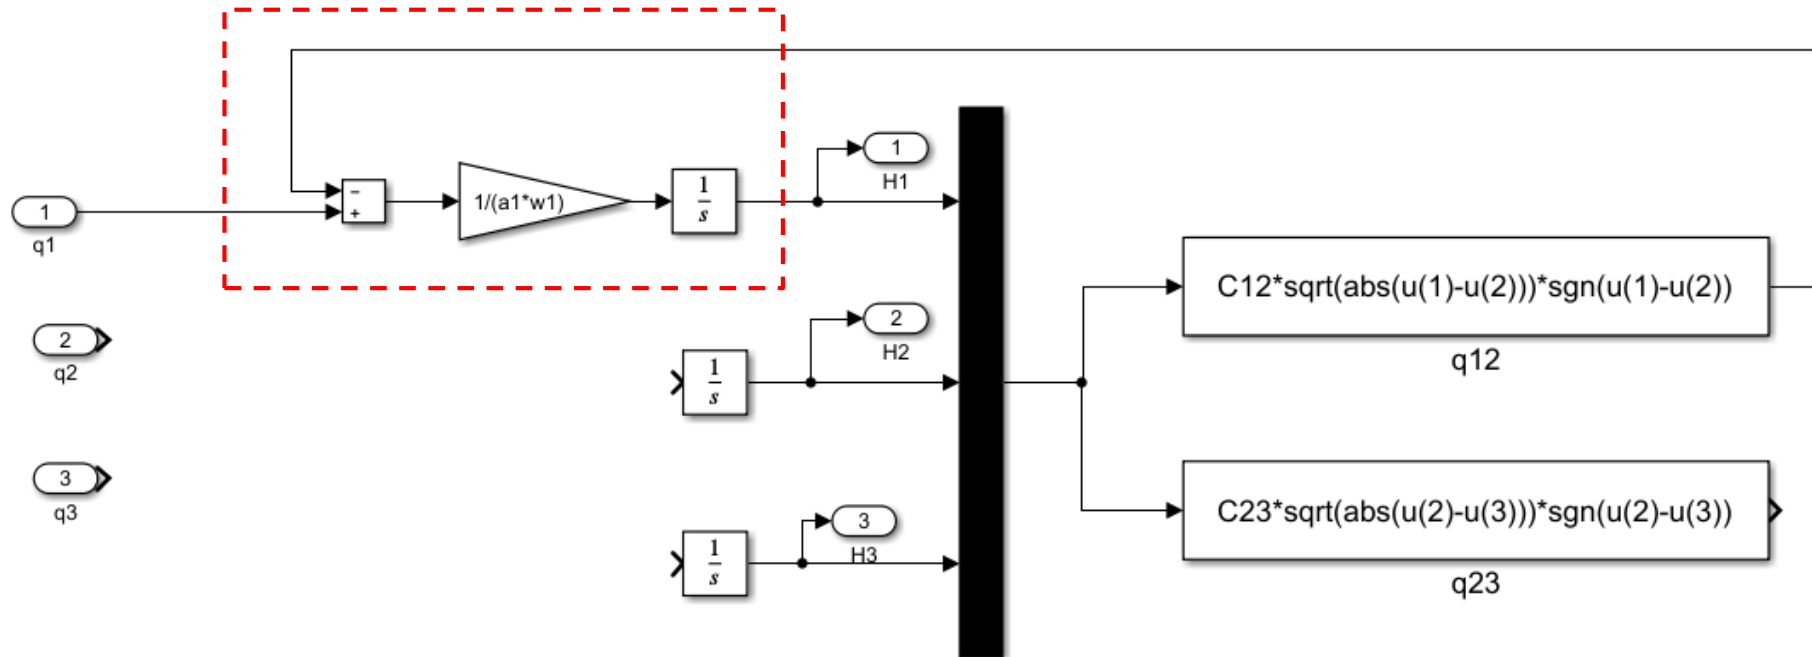 1
q1
−
+
1/(a1*w1)
1
s
1
H1
2
q2
1
s
2
H2
3
q3
1
s
3
H3
C12*sqrt(abs(u(1)-u(2)))*sgn(u(1)-u(2))
q12
C23*sqrt(abs(u(2)-u(3)))*sgn(u(2)-u(3))
q23